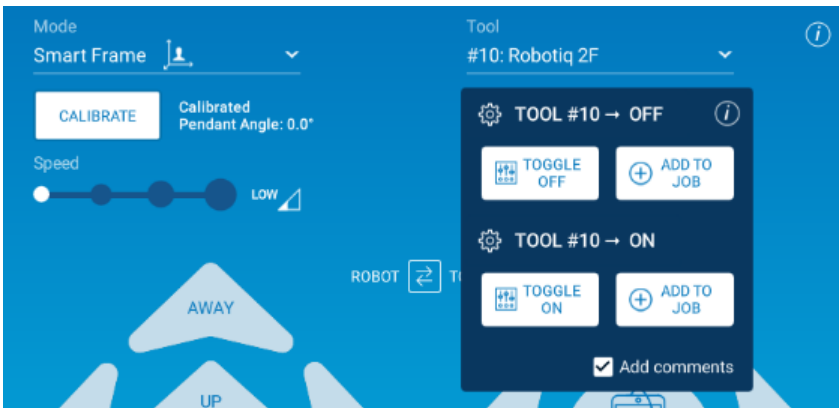 Mode
Smart Frame
Tool
#10: Robotiq 2F
CALIBRATE
Calibrated
Pendant Angle: 0.0°
Speed
LOW
TOOL #10 → OFF
TOGGLE
OFF
ADD TO
JOB
TOOL #10 → ON
TOGGLE
ON
ADD TO
JOB
Add comments
ROBOT
AWAY
UP